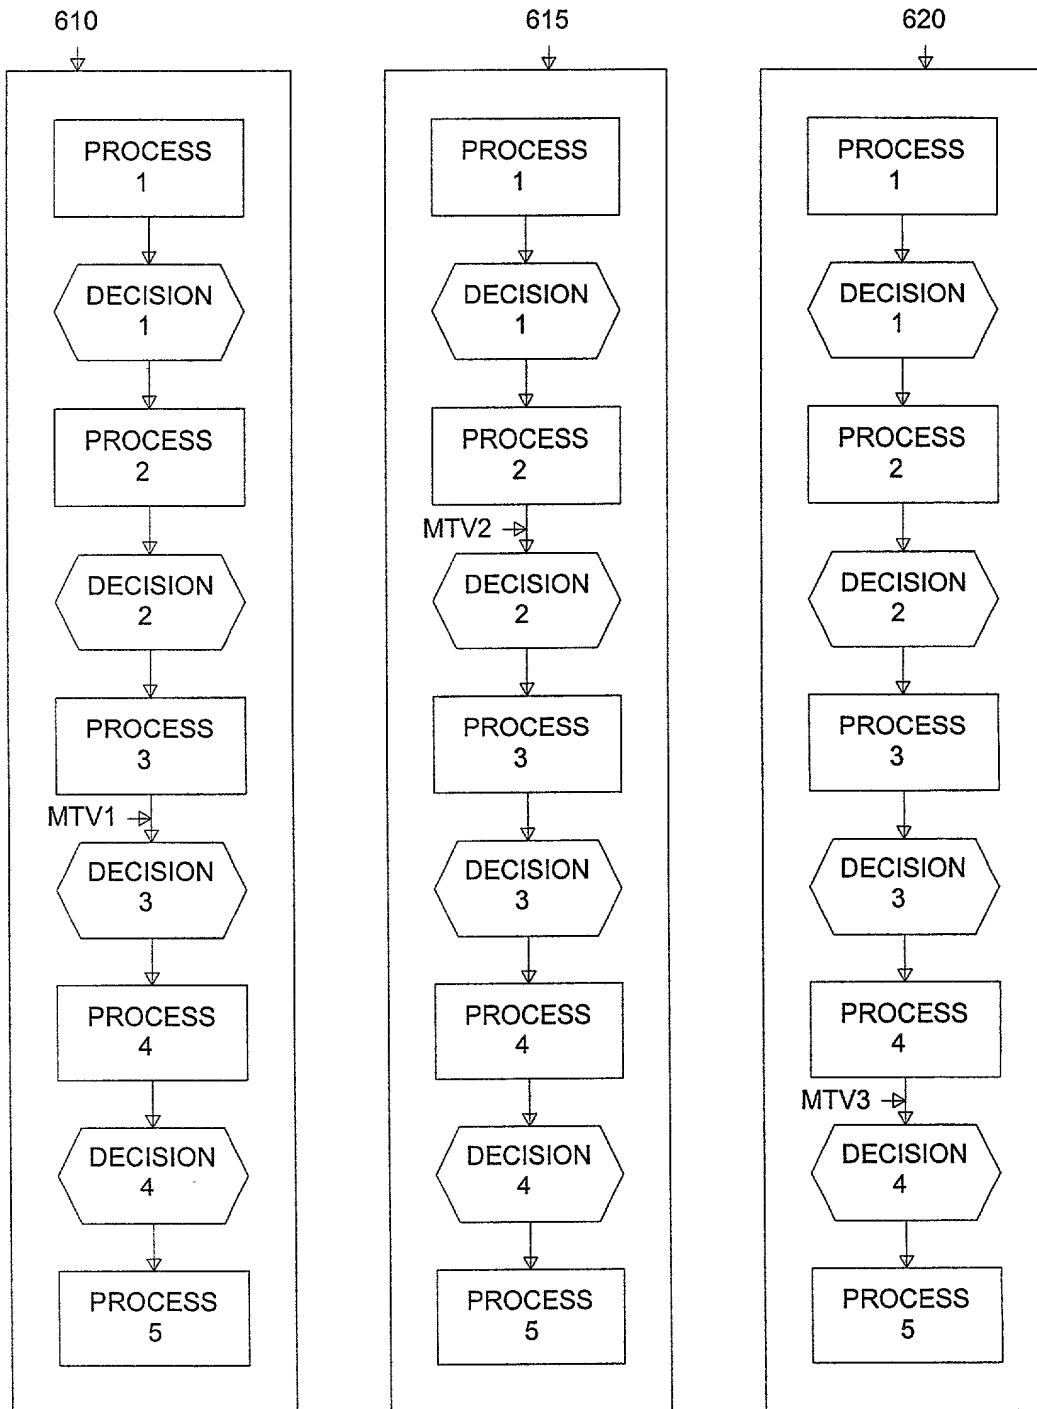 610
615
620
PROCESS
1
PROCESS
1
PROCESS
1
DECISION
1
DECISION
1
DECISION
1
PROCESS
2
PROCESS
2
PROCESS
2
MTV2
DECISION
2
DECISION
2
DECISION
2
PROCESS
3
PROCESS
3
PROCESS
3
MTV1
DECISION
3
DECISION
3
DECISION
3
PROCESS
4
PROCESS
4
PROCESS
4
MTV3
DECISION
4
DECISION
4
DECISION
4
PROCESS
5
PROCESS
5
PROCESS
5